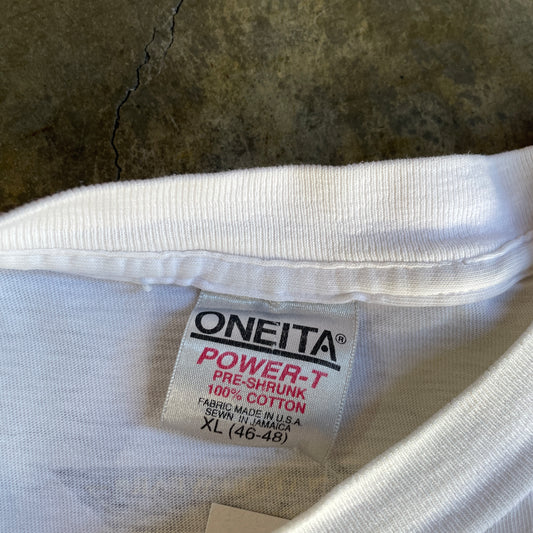 ONEITA®
POWER-T
PRE-SHRUNK
100% COTTON
FABRIC MADE IN U.S.A.
SEWN IN JAMAICA
XL (46-48)